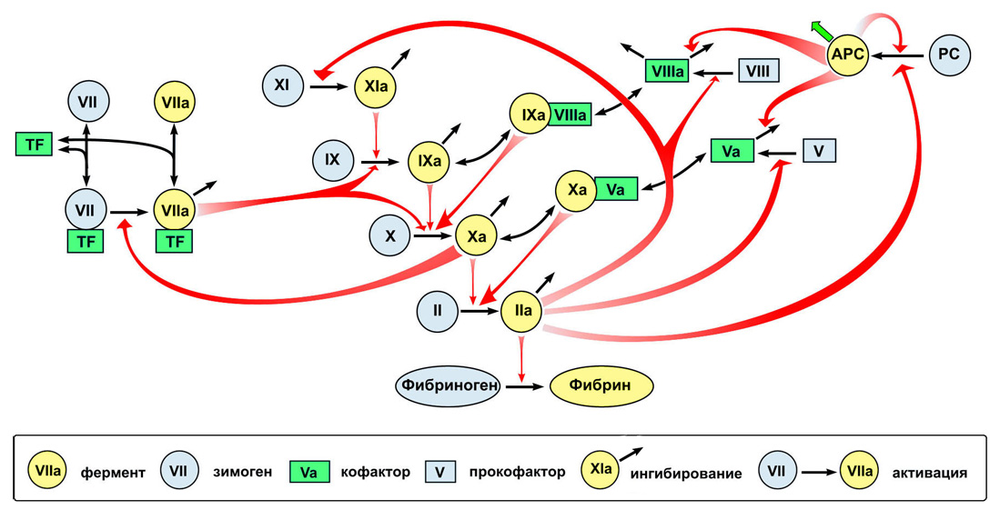 APC
PC
VIIIa
VIII
XI
XIa
VII
VIIa
IXa
VIIIa
TF
Va
V
IX
IXa
Xa
Va
VII
TF
VIIa
TF
X
Xa
II
IIa
Фибриноген
Фибрин
VIIa
фермент
VII
зимоген
Va
кофактор
V
прокофактор
XIa
ингибирование
VII
VIIa
активация